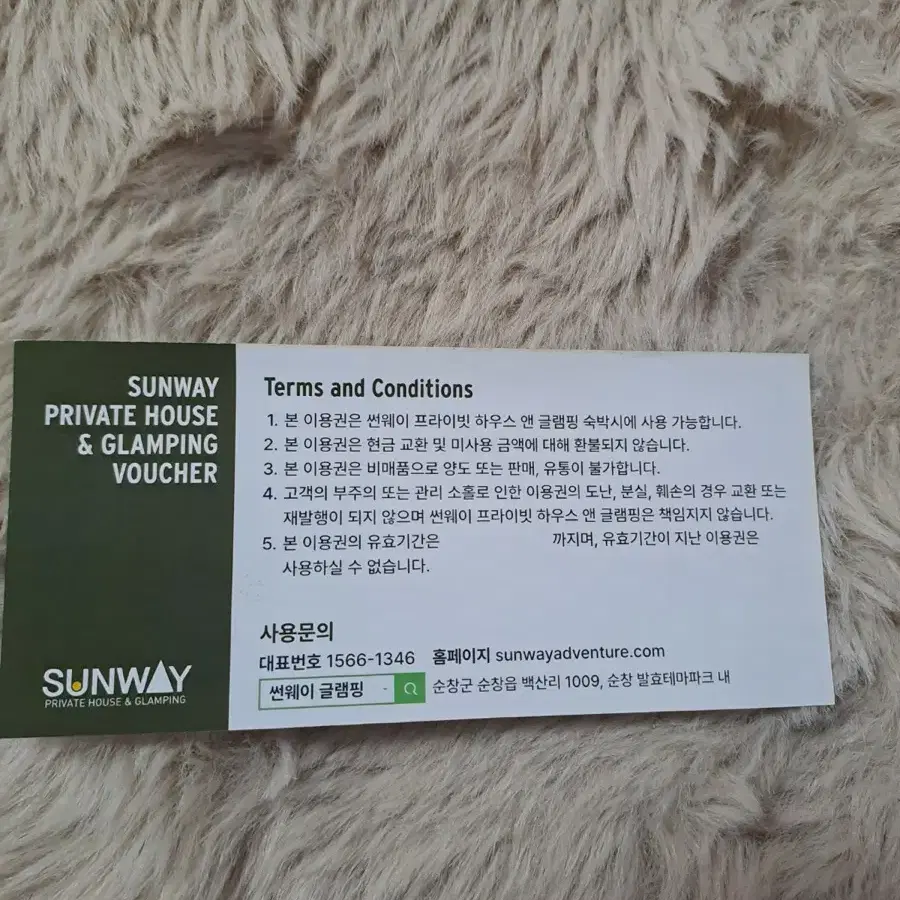 SUNWAY
PRIVATE HOUSE
& GLAMPING
VOUCHER
SUNWAY
PRIVATE HOUSE & GLAMPING
Terms and Conditions
1. 본 이용권은 썬웨이 프라이빗 하우스 앤 글램핑 숙박시에 사용 가능합니다.
2. 본 이용권은 현금 교환 및 미사용 금액에 대해 환불되지 않습니다.
3. 본 이용권은 비매품으로 양도 또는 판매, 유통이 불가합니다.
4. 고객의 부주의 또는 관리 소홀로 인한 이용권의 도난, 분실, 훼손의 경우 교환 또는
재발행이 되지 않으며 썬웨이 프라이빗 하우스 앤 글램핑은 책임지지 않습니다.
5. 본 이용권의 유효기간은 까지며, 유효기간이 지난 이용권은
사용하실 수 없습니다.
사용문의
대표번호 1566-1346 홈페이지 sunwayadventure.com
썬웨이 글램핑 순창군 순창읍 백산리 1009, 순창 발효테마파크 내